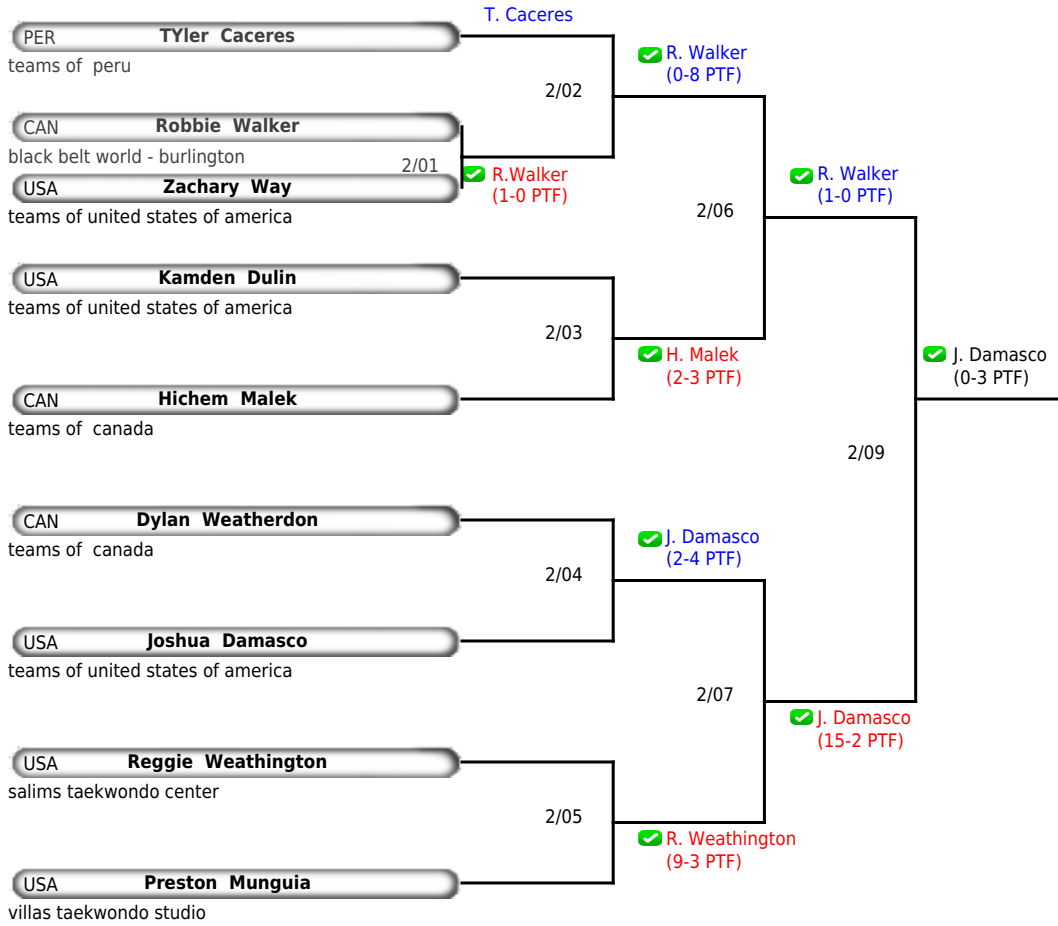 T. Caceres
PER TYler Caceres
teams of peru
R. Walker
(0-8 PTF)
2/02
CAN Robbie Walker
black belt world - burlington
2/01
R.Walker
(1-0 PTF)
USA Zachary Way
teams of united states of america
R. Walker
(1-0 PTF)
2/06
USA Kamden Dulin
teams of united states of america
2/03
H. Malek
(2-3 PTF)
CAN Hichem Malek
teams of canada
J. Damasco
(0-3 PTF)
2/09
CAN Dylan Weatherdon
teams of canada
J. Damasco
(2-4 PTF)
2/04
USA Joshua Damasco
teams of united states of america
2/07
J. Damasco
(15-2 PTF)
USA Reggie Weathington
salims taekwondo center
2/05
R. Weathington
(9-3 PTF)
USA Preston Munguia
villas taekwondo studio